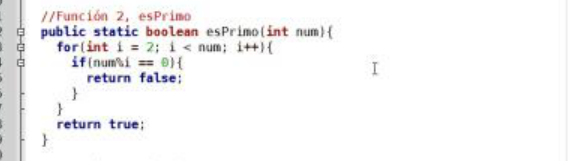 //Función 2, esPrimo
public static boolean esPrimo(int num){
for(int i = 2; i < num; i++){
if(num%i == 0){
return false;
}
}
return true;
}